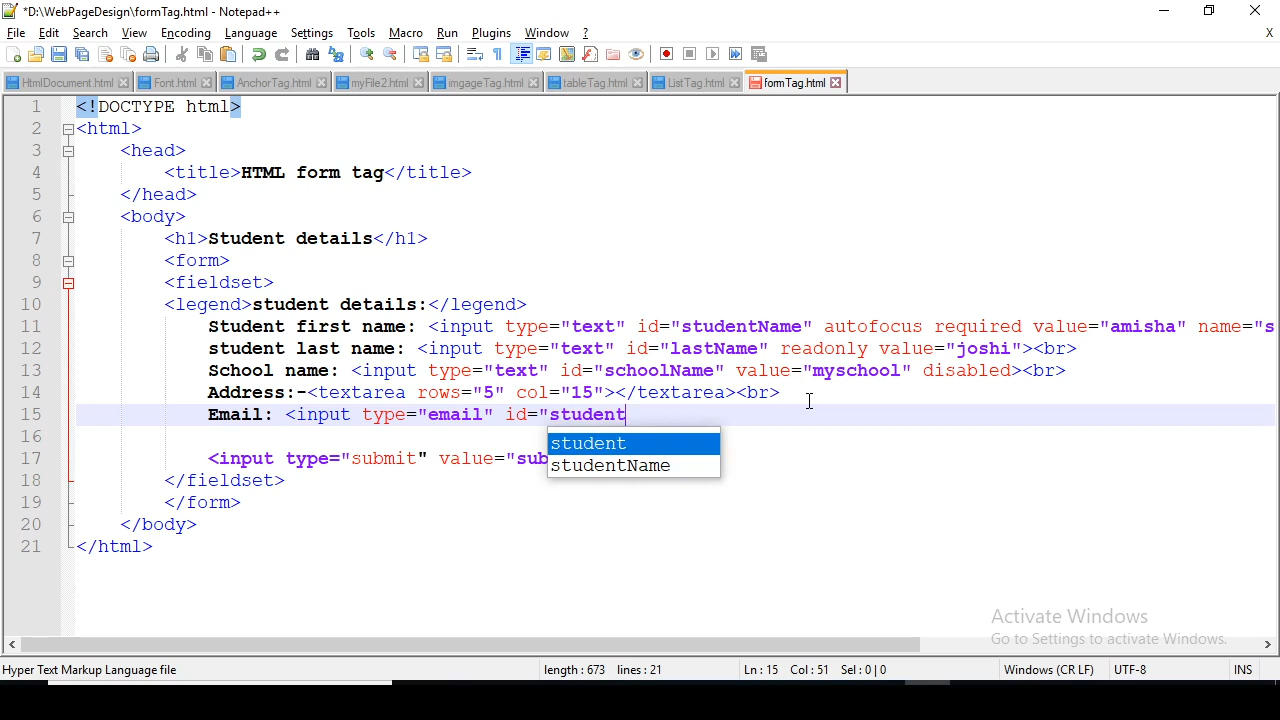 *D:\WebPageDesign\formTag.html - Notepad++
File Edit Search View Encoding Language Settings Tools Macro Run Plugins Window ? X
HtmlDocument.html Font.html AnchorTag.html myFile2.html imgageTag.html tableTag.html ListTag.html formTag.html
1 <!DOCTYPE html>
2 <html>
3 <head>
4 <title>HTML form tag</title>
5 </head>
6 <body>
7 <h1>Student details</h1>
8 <form>
9 <fieldset>
10 <legend>student details:</legend>
11 Student first name: <input type="text" id="studentName" autofocus required value="amisha" name="s
12 student last name: <input type="text" id="lastName" readonly value="joshi"><br>
13 School name: <input type="text" id="schoolName" value="myschool" disabled><br>
14 Address:-<textarea rows="5" col="15"></textarea><br>
15 Email: <input type="email" id="student
16
student
17 <input type="submit" value="sub
studentName
18 </fieldset>
19 </form>
20 </body>
21 </html>
Activate Windows
Go to Settings to activate Windows.
Hyper Text Markup Language file length : 673 lines : 21 Ln : 15 Col : 51 Sel : 0 | 0 Windows (CR LF) UTF-8 INS